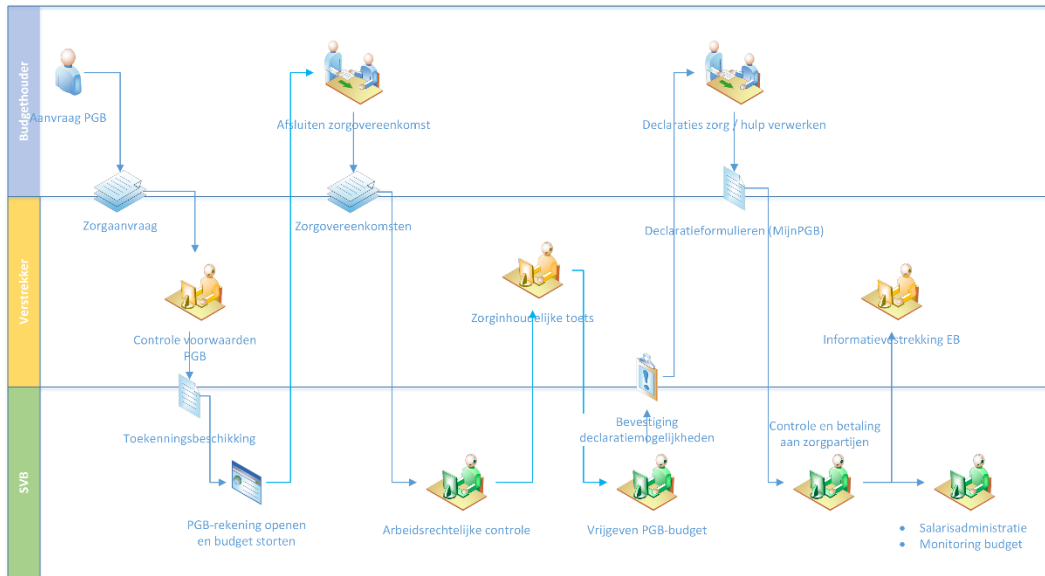 Budgethouder
Aanvraag PGB
Afsluiten zorgovereenkomst
Declaraties zorg / hulp verwerken
Zorgaanvraag
Zorgovereenkomsten
Declaratieformulieren (MijnPGB)
Verstrekker
Controle voorwaarden
PGB
Zorginhoudelijke toets
Informatieverstrekking EB
SVB
Toekenningsbeschikking
Bevestiging
declaratiemogelijkheden
Controle en betaling
aan zorgpartijen
PGB-rekening openen
en budget storten
Arbeidsrechtelijke controle
Vrijgeven PGB-budget
• Salarisadministratie
• Monitoring budget